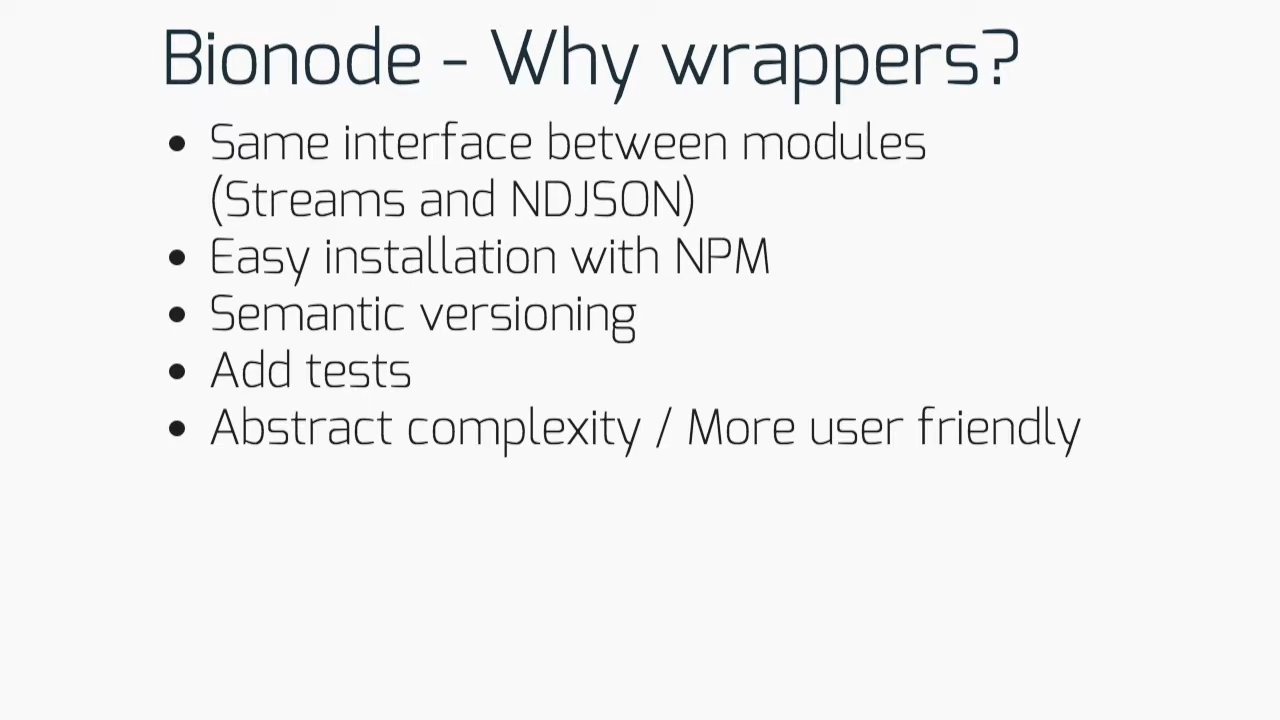 Bionode - Why wrappers?
• Same interface between modules
(Streams and NDJSON)
• Easy installation with NPM
• Semantic versioning
• Add tests
• Abstract complexity / More user friendly